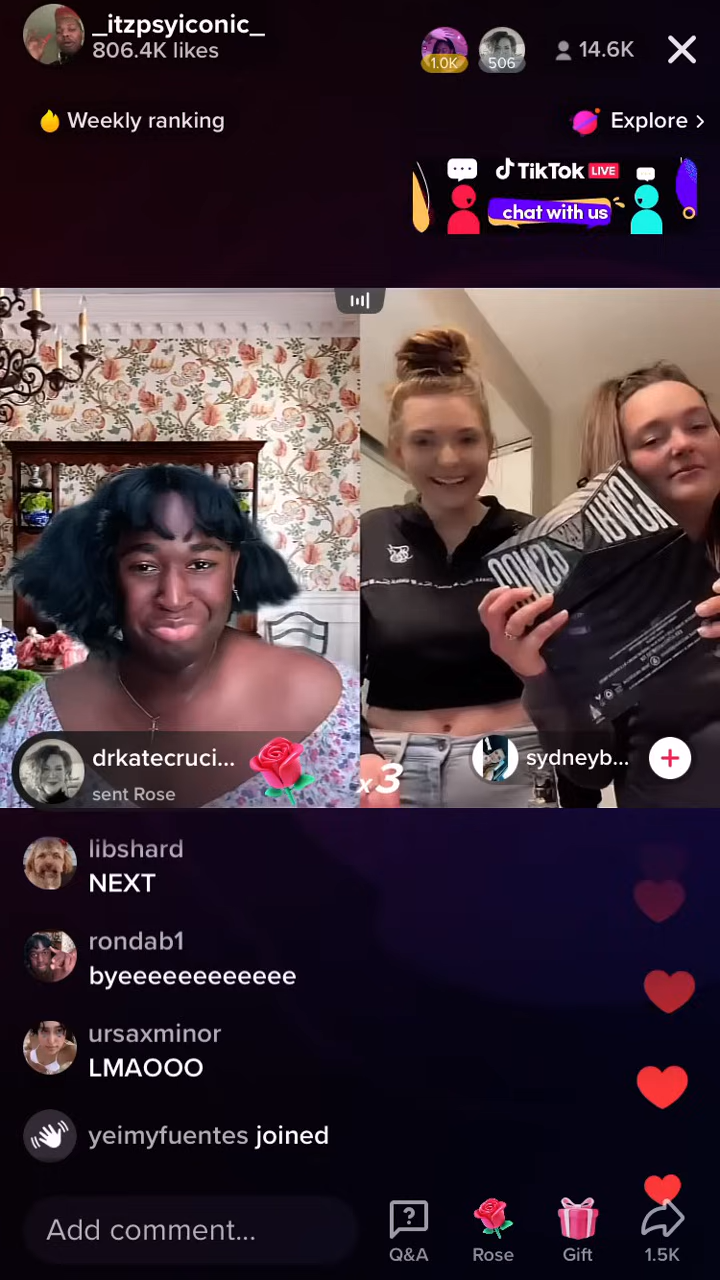 _itzpsyiconic_
806.4K likes
1.0K
506
14.6K
Weekly ranking
Explore >
TikTok LIVE
chat with us
drkatecruci...
sent Rose
x3
sydneyb...
libshard
NEXT
rondab1
byeeeeeeeeeeee
ursaxminor
LMAOOO
yeimyfuentes joined
Add comment...
Q&A
Rose
Gift
1.5K